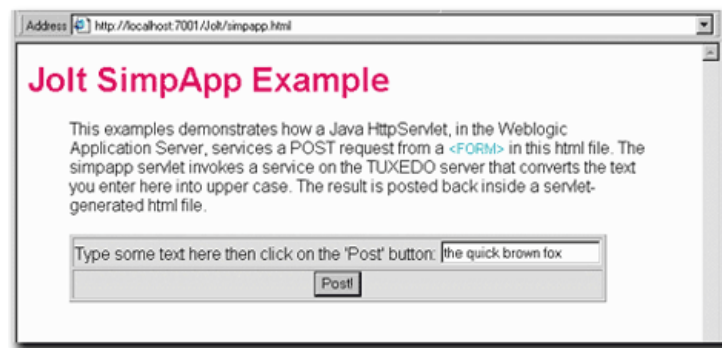 Address http://localhost:7001/Jolt/simpapp.html
Jolt SimpApp Example
This examples demonstrates how a Java HttpServlet, in the Weblogic
Application Server, services a POST request from a <FORM> in this html file. The
simpapp servlet invokes a service on the TUXEDO server that converts the text
you enter here into upper case. The result is posted back inside a servlet-
generated html file.
Type some text here then click on the 'Post' button: the quick brown fox
Post!